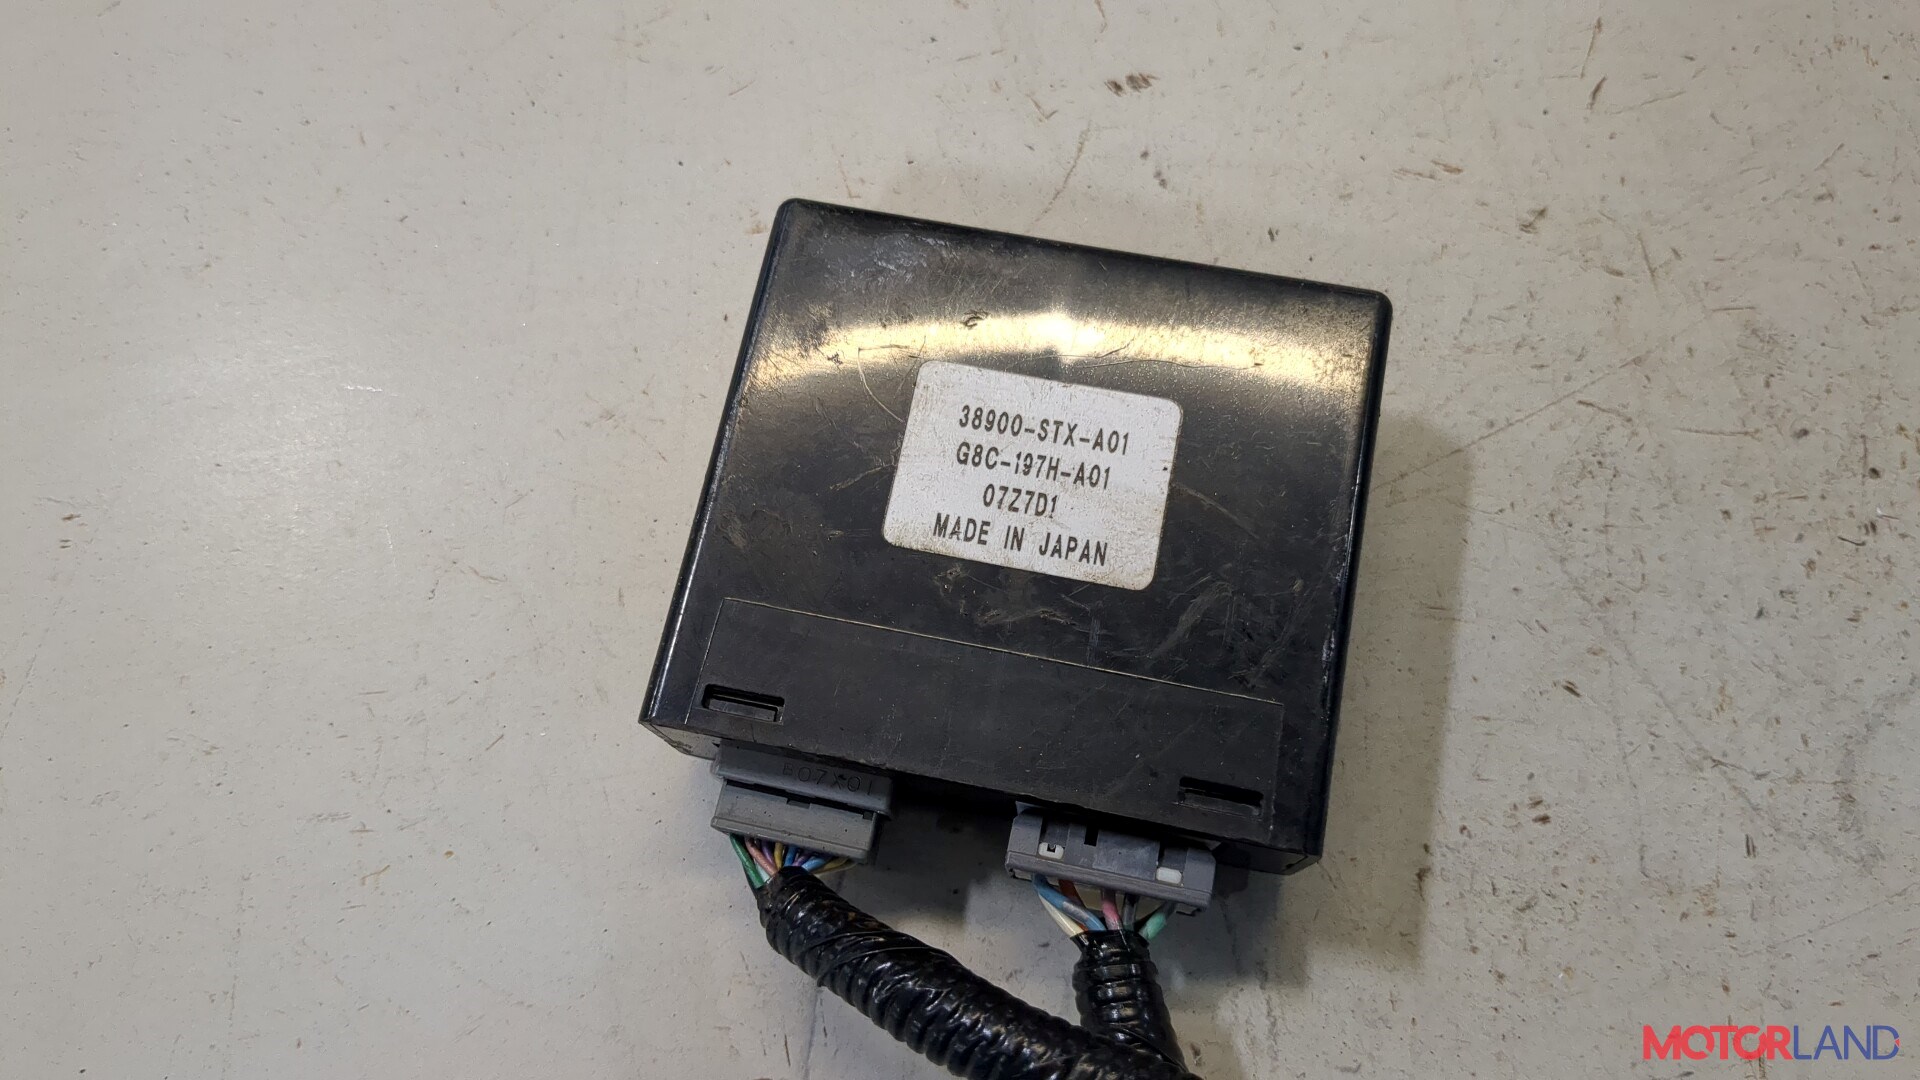 38900-STX-A01
G8C-197H-A01
07Z7D1
MADE IN JAPAN
MOTORLAND